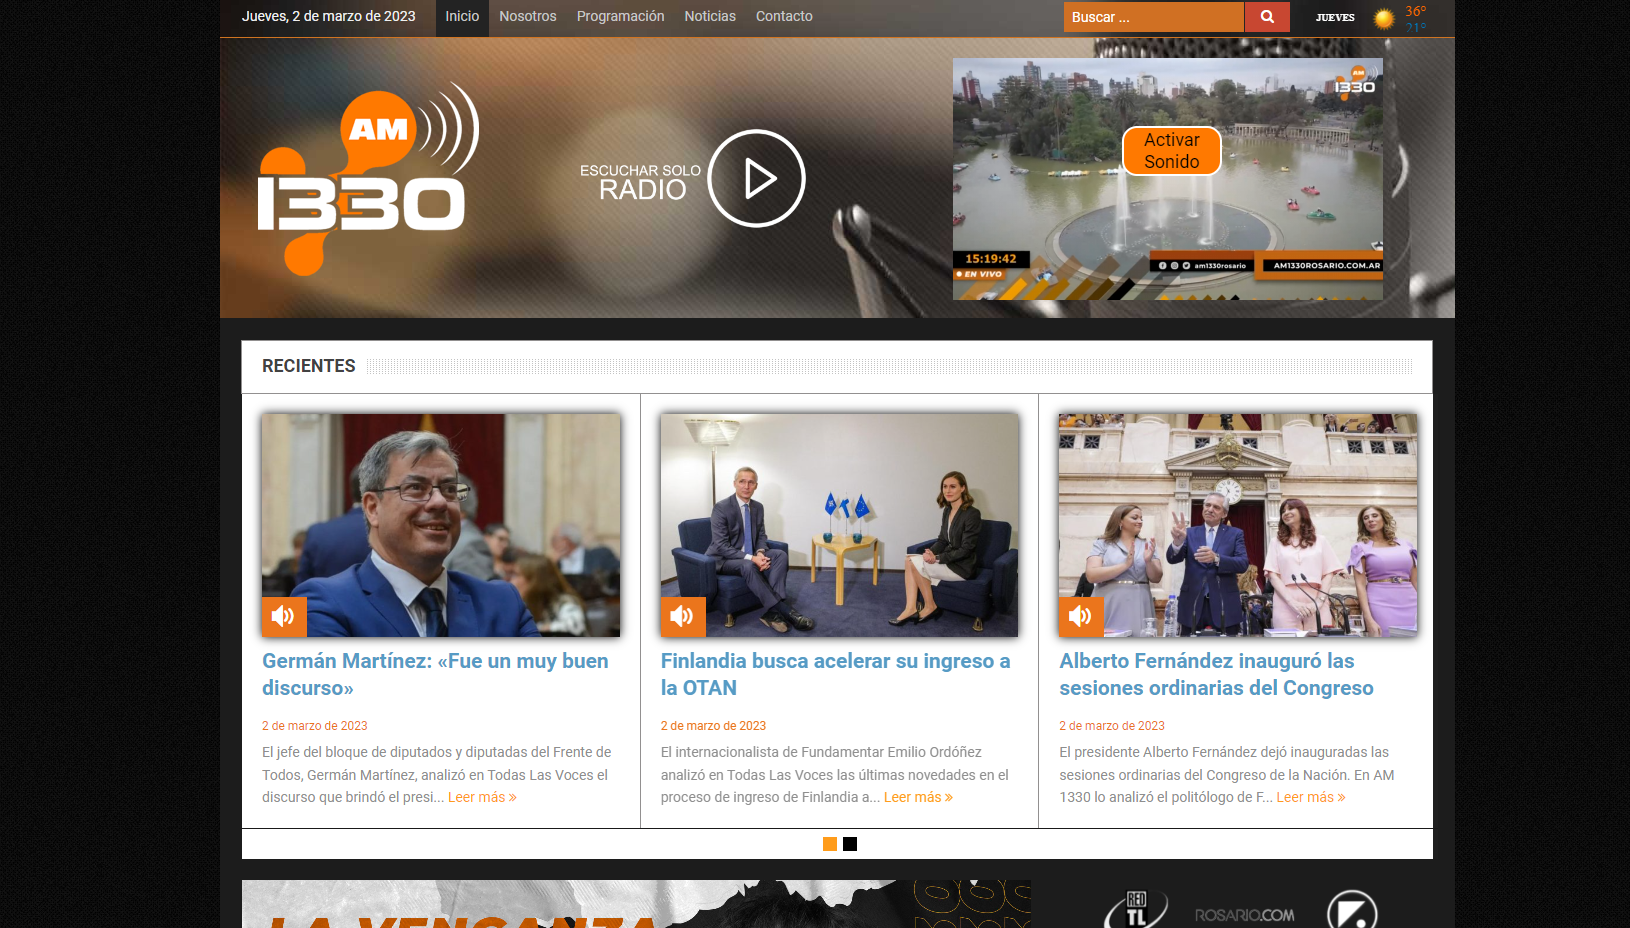 Jueves, 2 de marzo de 2023
Inicio
Nosotros
Programación
Noticias
Contacto
Buscar ...
JUEVES
36°
21°
AM
1330
ESCUCHAR SOLO
RADIO
AM
1330
Activar
Sonido
15:19:42
EN VIVO
am1330rosario
AM1330ROSARIO.COM.AR
RECIENTES
Germán Martínez: «Fue un muy buen
discurso»
2 de marzo de 2023
El jefe del bloque de diputados y diputadas del Frente de
Todos, Germán Martínez, analizó en Todas Las Voces el
discurso que brindó el presi... Leer más »
Finlandia busca acelerar su ingreso a
la OTAN
2 de marzo de 2023
El internacionalista de Fundamentar Emilio Ordóñez
analizó en Todas Las Voces las últimas novedades en el
proceso de ingreso de Finlandia a... Leer más »
Alberto Fernández inauguró las
sesiones ordinarias del Congreso
2 de marzo de 2023
El presidente Alberto Fernández dejó inauguradas las
sesiones ordinarias del Congreso de la Nación. En AM
1330 lo analizó el politólogo de F... Leer más »
LA VENGANZA
RED
TL
ROSARIO.COM